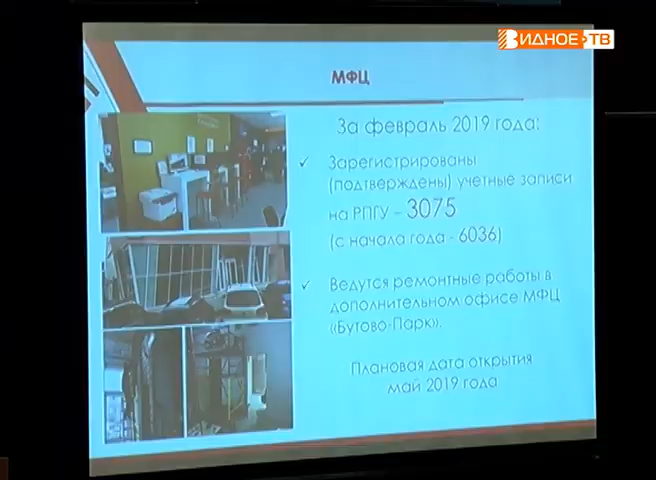 ВИДНОЕ ТВ
МФЦ
За февраль 2019 года:
✓ Зарегистрированы
(подтверждены) учетные записи
на РПГУ – 3075
(с начала года - 6036)
✓ Ведутся ремонтные работы в
дополнительном офисе МФЦ
«Бутово-Парк».
Плановая дата открытия
май 2019 года